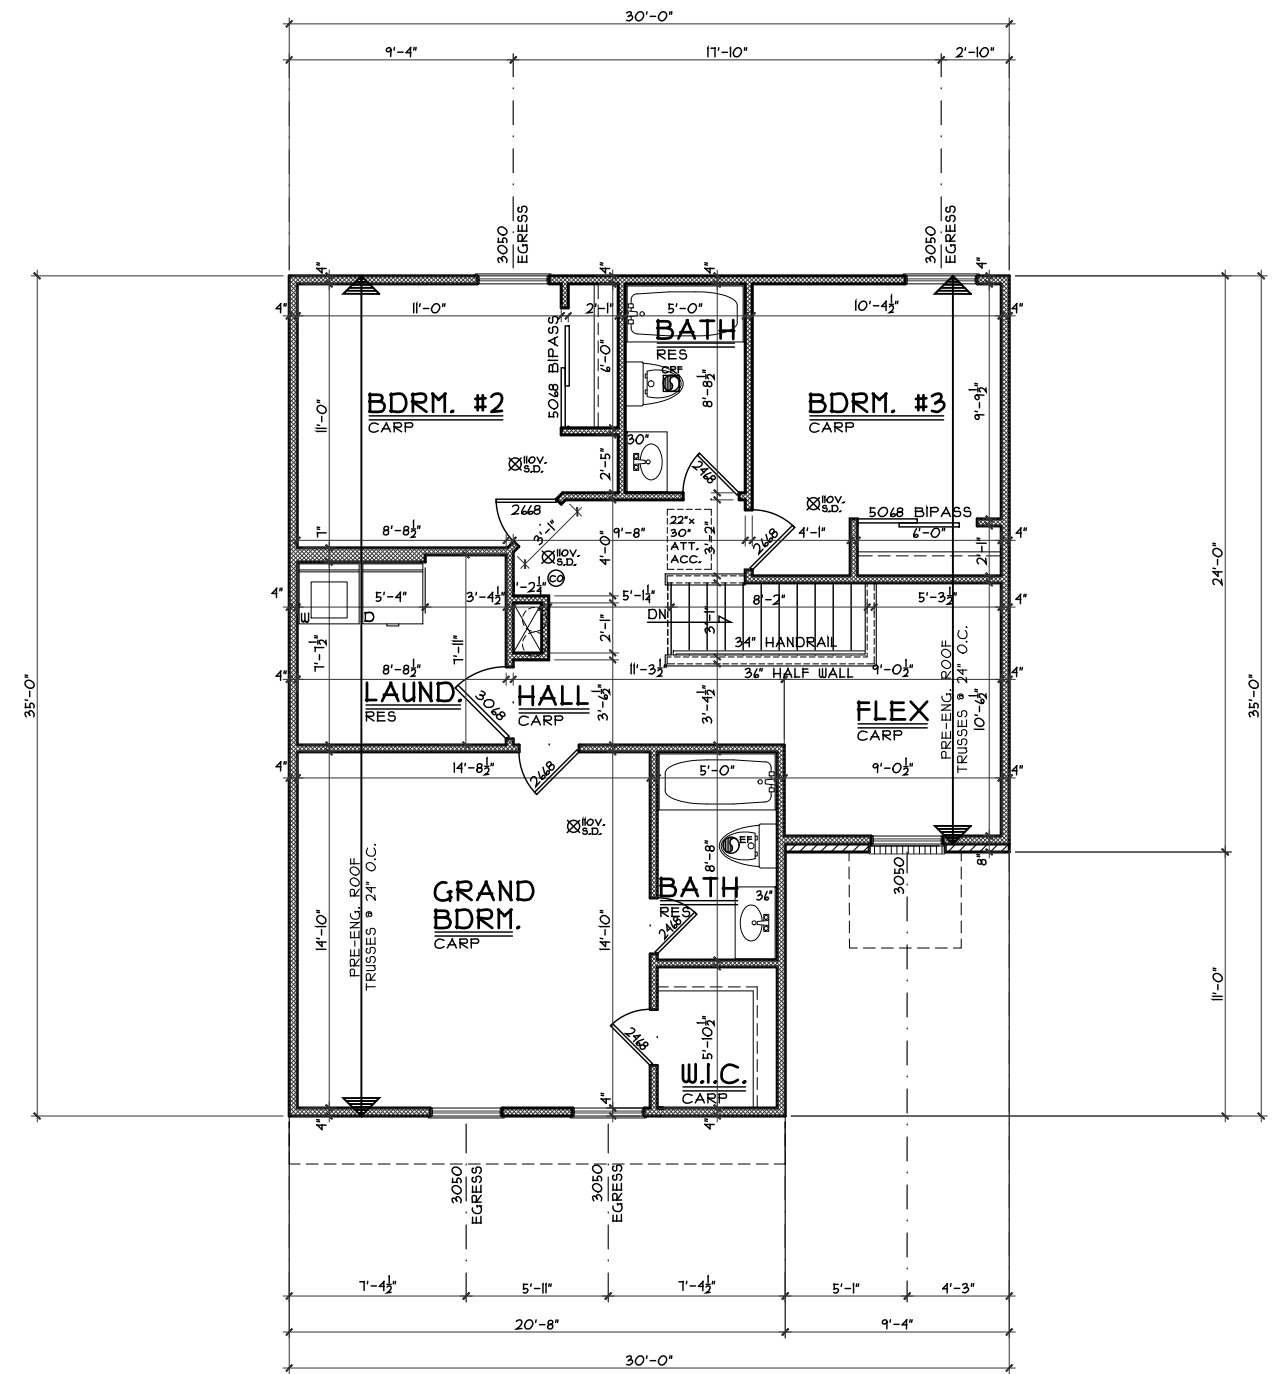 30'-0"
9'-4"
17'-10"
2'-10"
3050
EGRESS
3050
EGRESS
4"
4"
4"
4"
4"
11'-0"
2'-1"
5'-0"
10'-4½"
4"
BATH
RES
CRF
5068 BIPASS
6'-0"
8'-8½"
9'-9½"
BDRM. #2
CARP
11'-0"
BDRM. #3
CARP
30"
110V.
S.D.
2'-5"
2468
110V.
S.D.
2668
5068 BIPASS
22"x
30"
ATT.
ACC.
7"
8'-8½"
3'-1"
9'-8"
3'-2"
2668
4'-1"
6'-0"
4"
110V.
S.D.
4'-0"
2'-1"
CO
24'-0"
4"
5'-4"
3'-4½"
'-2½"
5'-1¼"
8'-2"
5'-3½"
4"
W
D
DN
3'-1"
2'-1"
34" HANDRAIL
7'-7½"
7'-11"
4"
8'-8½"
11'-3½"
36" HALF WALL
9'-0½"
4"
35'-0"
35'-0"
LAUND.
RES
3068
HALL
CARP
3'-6½"
3'-4½"
FLEX
CARP
10'-6½"
PRE-ENG. ROOF
TRUSSES @ 24" O.C.
4"
14'-8½"
2668
5'-0"
9'-0½"
4"
110V.
S.D.
EF
8'-8"
3050
8"
GRAND
BDRM.
CARP
PRE-ENG. ROOF
TRUSSES @ 24" O.C.
14'-10"
14'-10"
BATH
RES
36"
2468
11'-0"
2468
5'-10½"
W.I.C.
CARP
4"
4"
4"
3050
EGRESS
3050
EGRESS
7'-4½"
5'-11"
7'-4½"
5'-1"
4'-3"
20'-8"
9'-4"
30'-0"